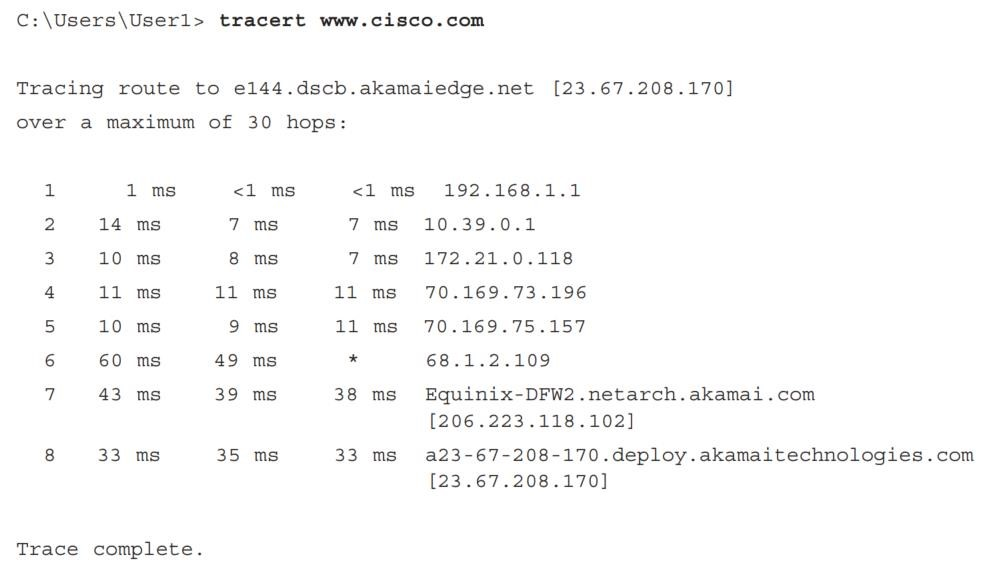 C:\Users\User1> tracert www.cisco.com
Tracing route to e144.dscb.akamaiedge.net [23.67.208.170]
over a maximum of 30 hops:
1 1 ms <1 ms <1 ms 192.168.1.1
2 14 ms 7 ms 7 ms 10.39.0.1
3 10 ms 8 ms 7 ms 172.21.0.118
4 11 ms 11 ms 11 ms 70.169.73.196
5 10 ms 9 ms 11 ms 70.169.75.157
6 60 ms 49 ms * 68.1.2.109
7 43 ms 39 ms 38 ms Equinix-DFW2.netarch.akamai.com
[206.223.118.102]
8 33 ms 35 ms 33 ms a23-67-208-170.deploy.akamaitechnologies.com
[23.67.208.170]
Trace complete.